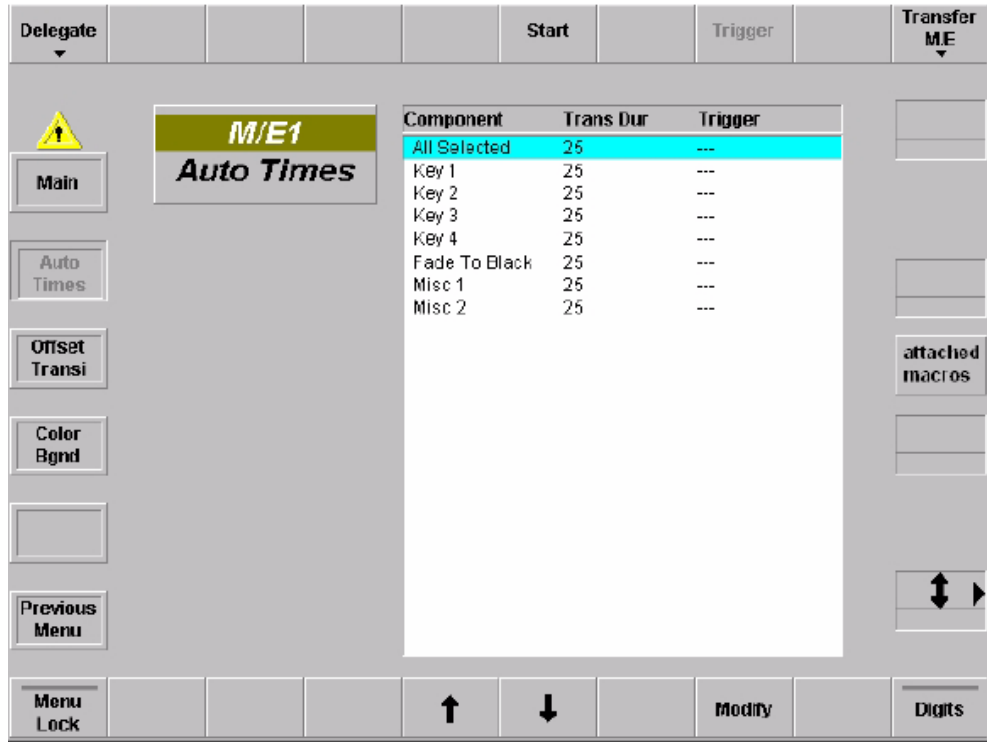 Delegate Start Trigger Transfer
M.E
M/E1
Auto Times
Component Trans Dur Trigger
All Selected 25 ---
Key 1 25 ---
Key 2 25 ---
Key 3 25 ---
Key 4 25 ---
Fade To Black 25 ---
Misc 1 25 ---
Misc 2 25 ---
Main
Auto
Times
Offset
Transi
attached
macros
Color
Bgnd
Previous
Menu
Menu
Lock
Modify
Digits